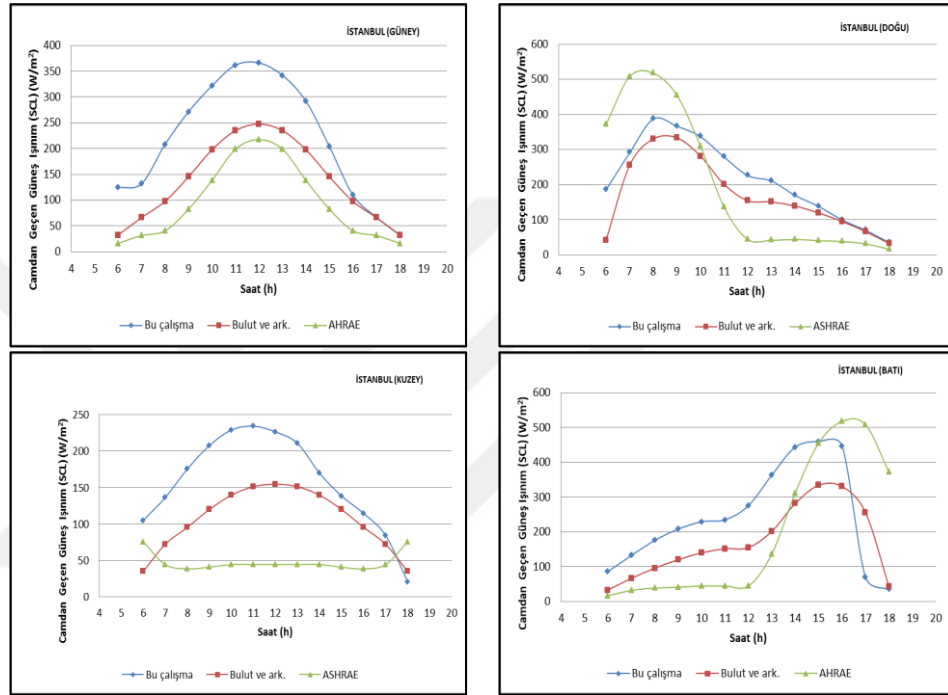 İSTANBUL (GÜNEY)
Camdan Geçen Güneş Işınım (SCL) (W/m²)
400
350
300
250
200
150
100
50
0
4 5 6 7 8 9 10 11 12 13 14 15 16 17 18 19 20
Saat (h)
Bu çalışma Bulut ve ark. AHRAE
İSTANBUL (DOĞU)
Camdan Geçen Güneş Işınım (SCL) (W/m²)
600
500
400
300
200
100
0
4 5 6 7 8 9 10 11 12 13 14 15 16 17 18 19 20
Saat (h)
Bu çalışma Bulut ve ark. ASHRAE
İSTANBUL (KUZEY)
Camdan Geçen Güneş Işınım (SCL) (W/m²)
250
200
150
100
50
0
4 5 6 7 8 9 10 11 12 13 14 15 16 17 18 19 20
Saat (h)
Bu çalışma Bulut ve ark. ASHRAE
İSTANBUL (BATI)
Camdan Geçen Güneş Işınım (SCL) (W/m²)
600
500
400
300
200
100
0
4 5 6 7 8 9 10 11 12 13 14 15 16 17 18 19 20
Saat (h)
Bu çalışma Bulut ve ark. AHRAE